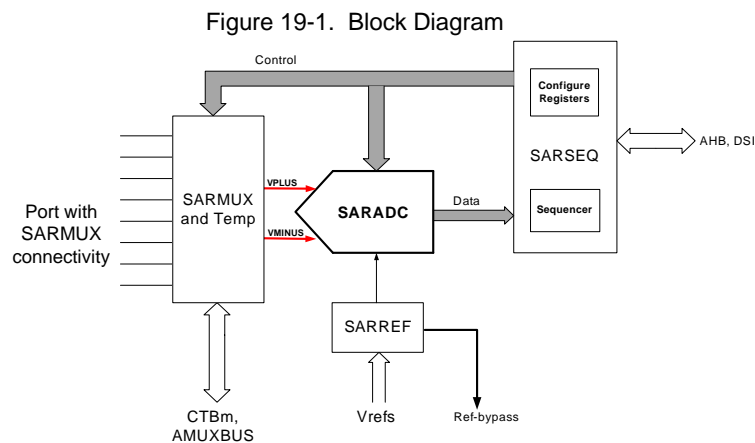 Figure 19-1.  Block Diagram
Control
Configure
Registers
SARSEQ
AHB, DSI
Sequencer
Port with
SARMUX
connectivity
SARMUX
and Temp
VPLUS
VMINUS
SARADC
Data
SARREF
CTBm,
AMUXBUS
Vrefs
Ref-bypass